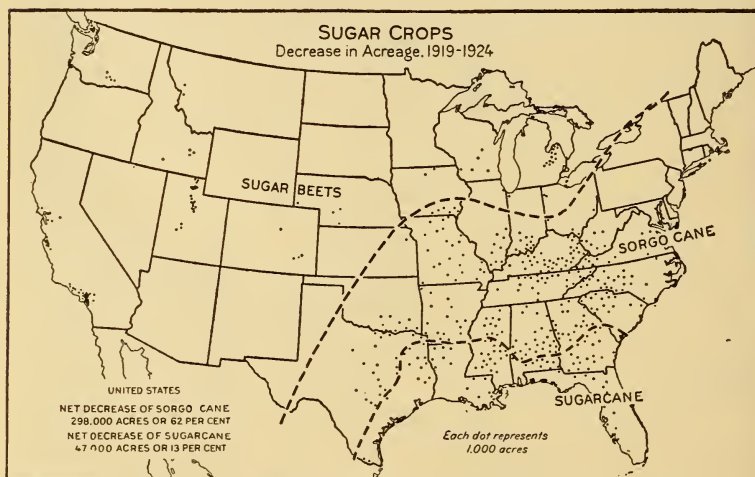 SUGAR CROPS
Decrease in Acreage, 1919-1924
SUGAR BEETS
SORGO CANE
SUGARCANE
UNITED STATES
NET DECREASE OF SORGO CANE
298,000 ACRES OR 62 PER CENT
NET DECREASE OF SUGARCANE
47,000 ACRES OR 13 PER CENT
Each dot represents
1,000 acres